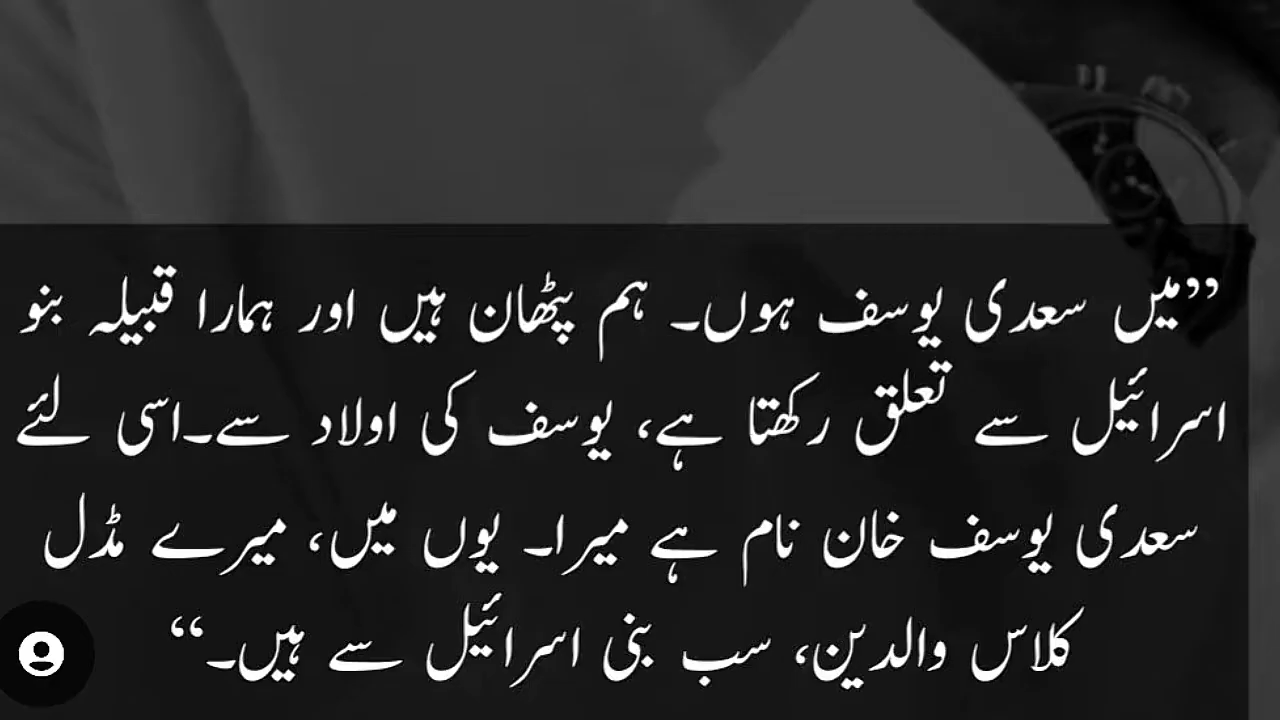 ”میں سعدی یوسف ہوں۔ ہم پٹھان ہیں اور ہمارا قبیلہ بنو
اسرائیل سے تعلق رکھتا ہے، یوسف کی اولاد سے۔اسی لئے
سعدی یوسف خان نام ہے میرا۔ یوں میں، میرے مڈل
کلاس والدین، سب بنی اسرائیل سے ہیں۔“